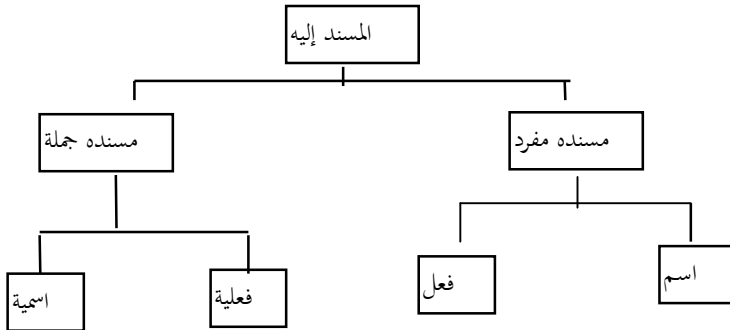 المسند إليه
مسنده مفرد
مسنده جملة
اسم
فعل
فعلية
اسمية